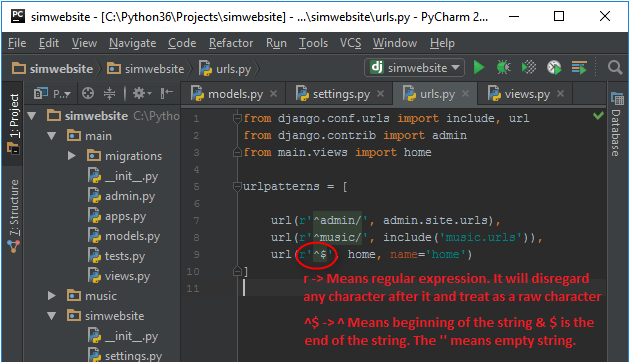 simwebsite - [C:\Python36\Projects\simwebsite] - ...\simwebsite\urls.py - PyCharm 2...
File Edit View Navigate Code Refactor Run Tools VCS Window Help
simwebsite simwebsite urls.py dj simwebsite
P.. models.py settings.py urls.py views.py
1: Project
7: Structure
Database
simwebsite C:\Pytho
main
migrations
__init__.py
admin.py
apps.py
models.py
tests.py
views.py
music
simwebsite
__init__.py
settings.py
1 from django.conf.urls import include, url
2 from django.contrib import admin
3 from main.views import home
4
5 urlpatterns = [
6
7 url(r'^admin/', admin.site.urls),
8 url(r'^music/', include('music.urls')),
9 url(r'^$', home, name='home')
10 ]
11
r -> Means regular expression. It will disregard
any character after it and treat as a raw character
^$ -> ^ Means beginning of the string & $ is the
end of the string. The '' means empty string.